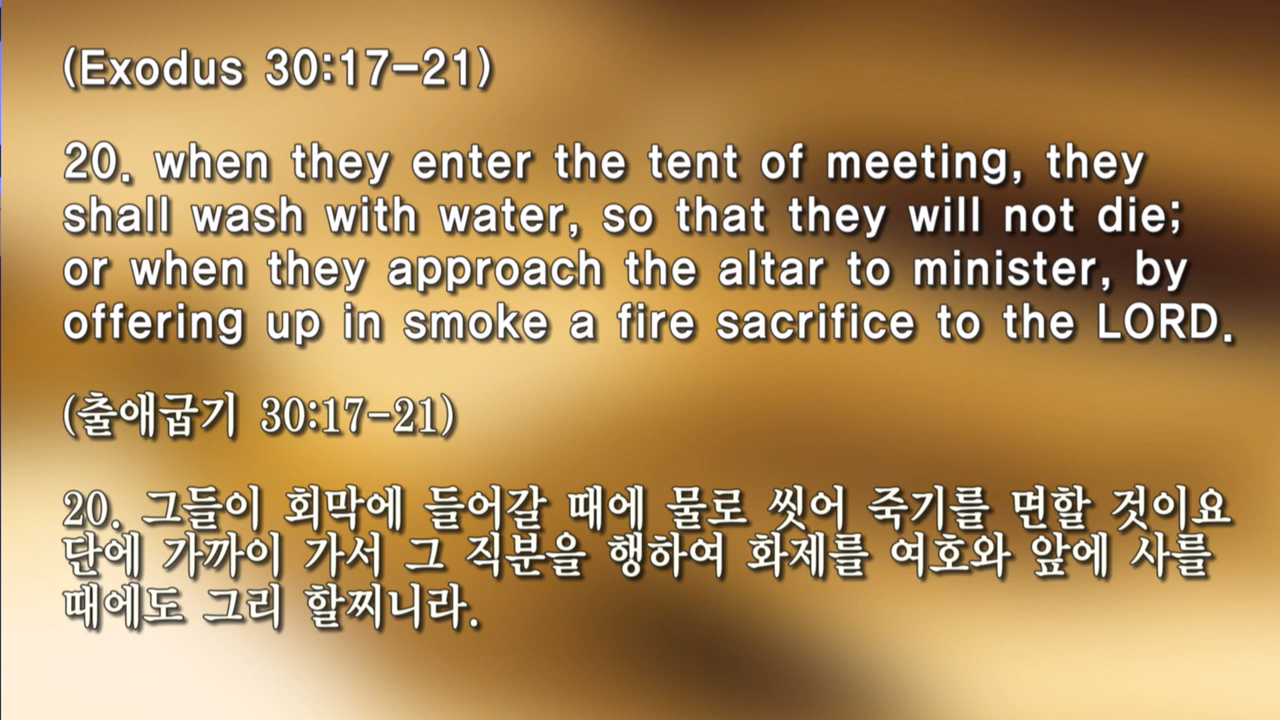 (Exodus 30:17-21)
20. when they enter the tent of meeting, they
shall wash with water, so that they will not die;
or when they approach the altar to minister, by
offering up in smoke a fire sacrifice to the LORD.
(출애굽기 30:17-21)
20. 그들이 회막에 들어갈 때에 물로 씻어 죽기를 면할 것이요
단에 가까이 가서 그 직분을 행하여 화제를 여호와 앞에 사를
때에도 그리 할찌니라.